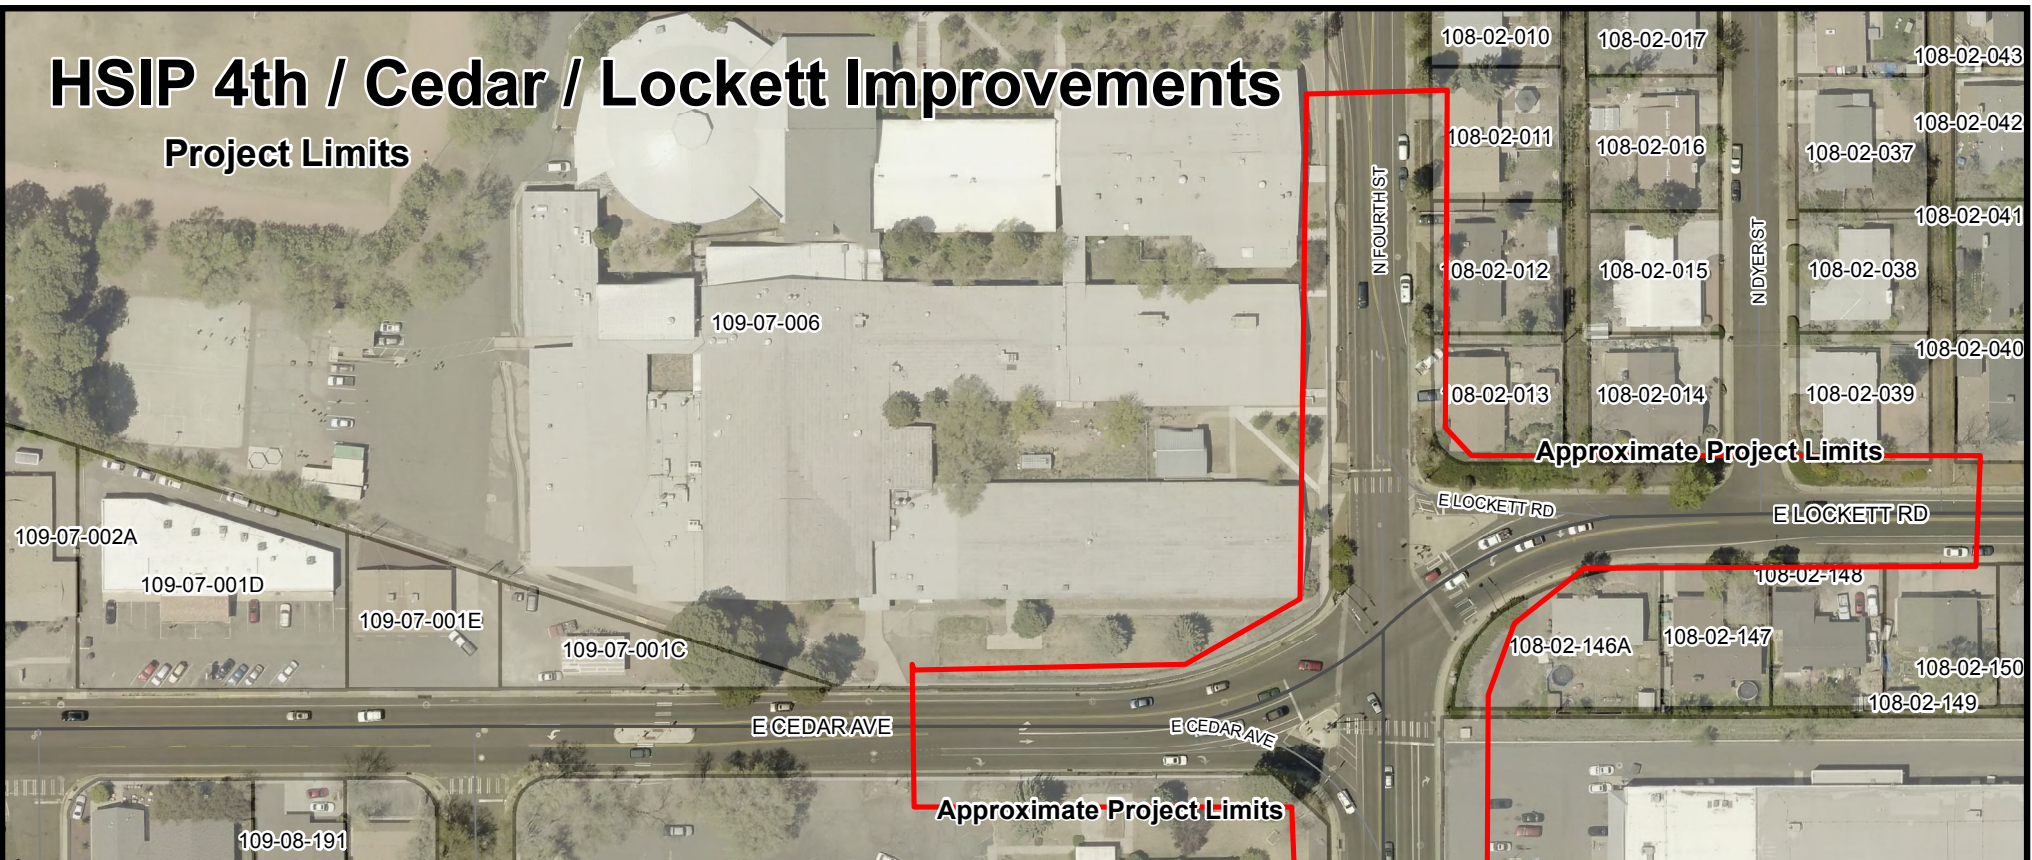 HSIP 4th / Cedar / Lockett Improvements
Project Limits
108-02-010
108-02-017
108-02-043
108-02-011
108-02-016
108-02-037
108-02-042
N FOURTH ST
N DYER ST
108-02-012
108-02-015
108-02-038
108-02-041
109-07-006
108-02-013
108-02-014
108-02-039
108-02-040
Approximate Project Limits
E LOCKETT RD
E LOCKETT RD
109-07-002A
109-07-001D
109-07-001E
109-07-001C
108-02-148
108-02-146A
108-02-147
108-02-150
108-02-149
E CEDAR AVE
E CEDAR AVE
Approximate Project Limits
109-08-191